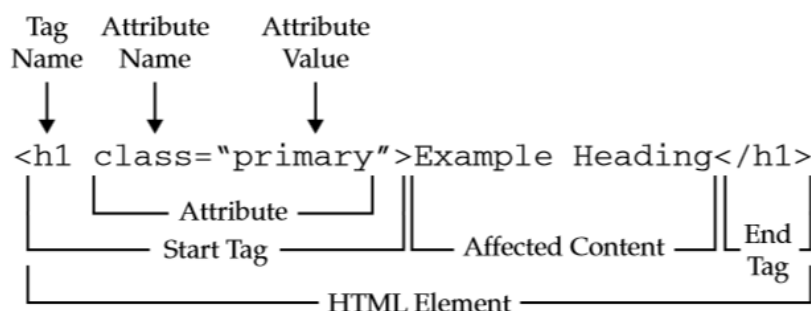 Tag Attribute Attribute
Name Name Value
<h1 class=“primary”>Example Heading</h1>
Attribute
Start Tag Affected Content End
Tag
HTML Element